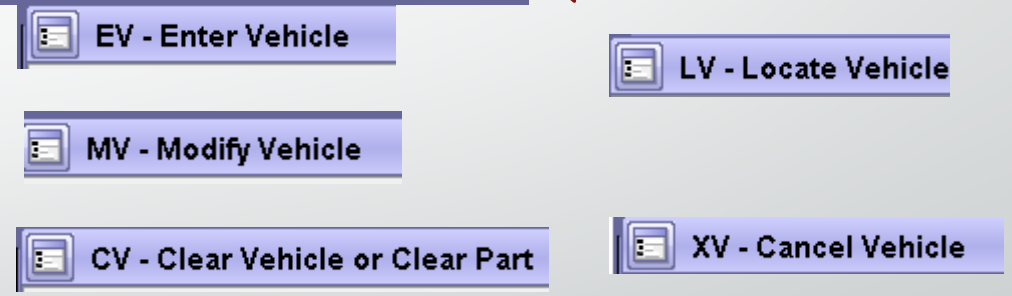 EV - Enter Vehicle
LV - Locate Vehicle
MV - Modify Vehicle
CV - Clear Vehicle or Clear Part
XV - Cancel Vehicle